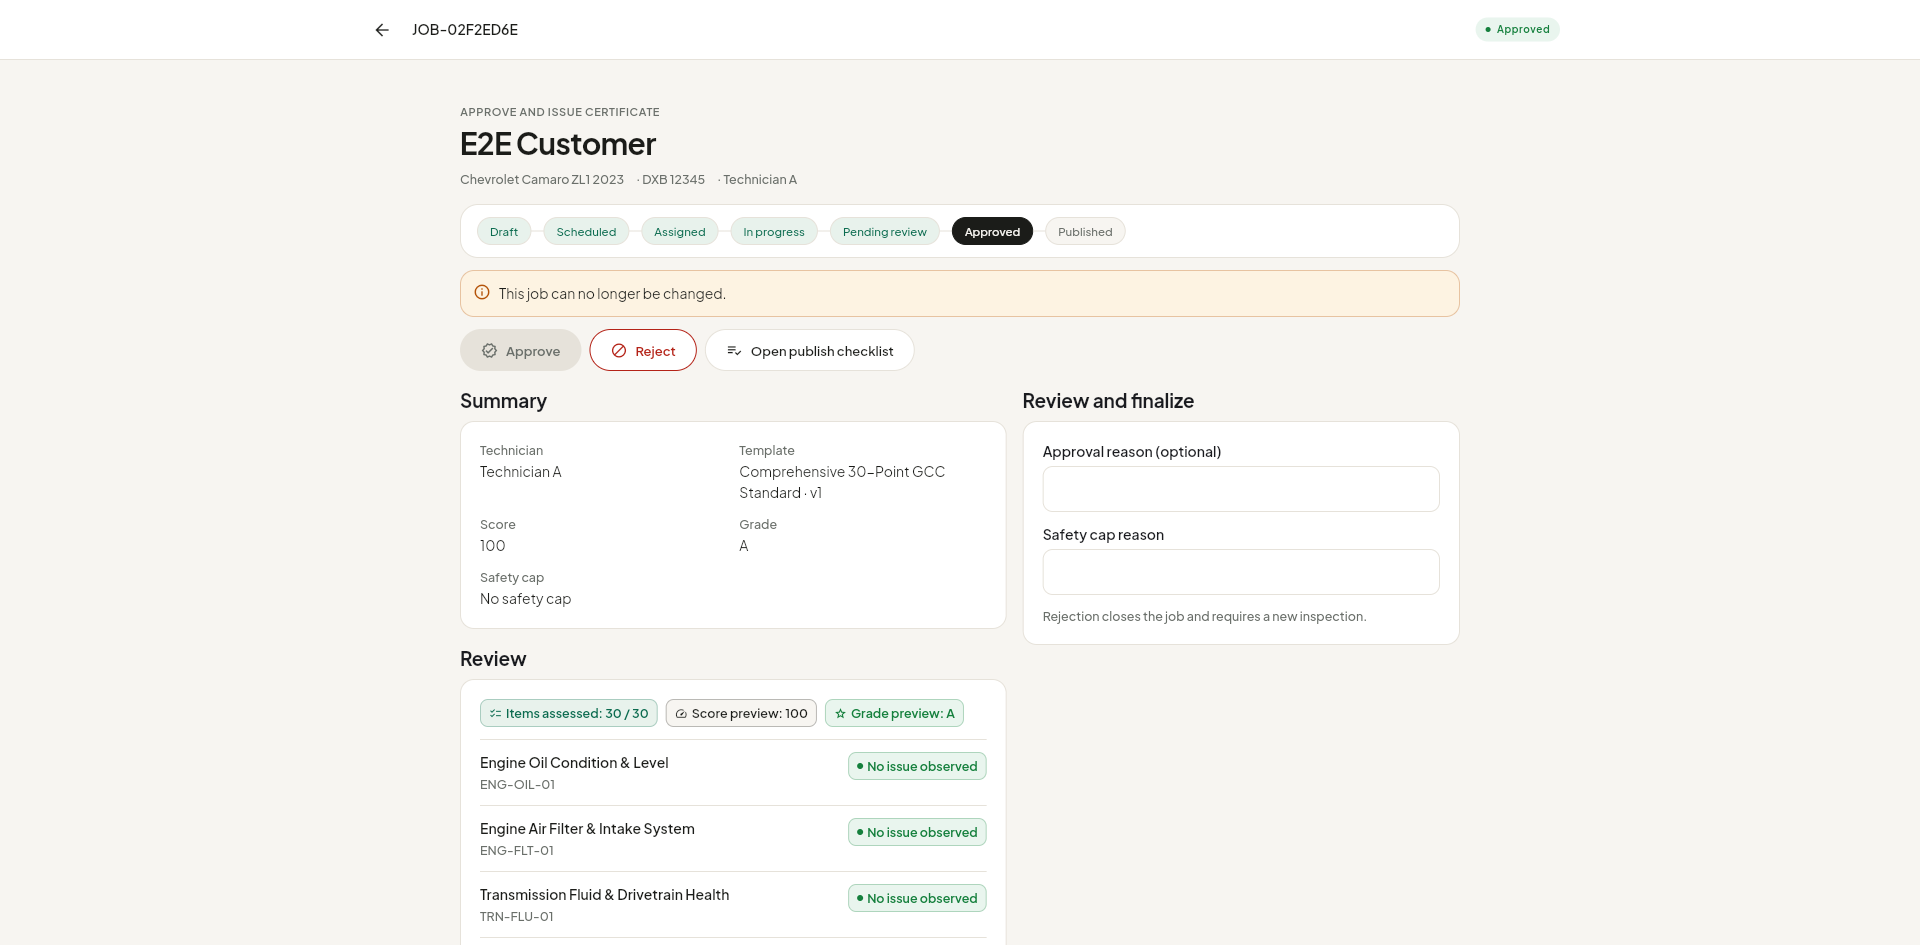 JOB-02F2ED6E
Approved
APPROVE AND ISSUE CERTIFICATE
E2E Customer
Chevrolet Camaro ZL1 2023 · DXB 12345 · Technician A
Draft
Scheduled
Assigned
In progress
Pending review
Approved
Published
This job can no longer be changed.
Approve
Reject
Open publish checklist
Summary
Technician
Technician A
Template
Comprehensive 30-Point GCC
Standard · v1
Score
100
Grade
A
Safety cap
No safety cap
Review and finalize
Approval reason (optional)
Safety cap reason
Rejection closes the job and requires a new inspection.
Review
Items assessed: 30 / 30
Score preview: 100
Grade preview: A
Engine Oil Condition & Level
ENG-OIL-01
No issue observed
Engine Air Filter & Intake System
ENG-FLT-01
No issue observed
Transmission Fluid & Drivetrain Health
TRN-FLU-01
No issue observed